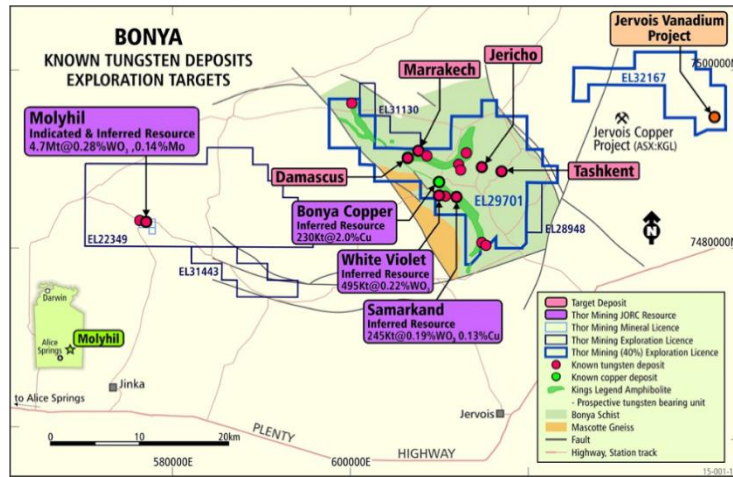 BONYA
KNOWN TUNGSTEN DEPOSITS
EXPLORATION TARGETS
Jervois Vanadium
Project
7500000N
EL32167
Jericho
Marrakech
EL31130
Molyhil
Indicated & Inferred Resource
4.7Mt@0.28%WO₃ ,0.14%Mo
Jervois Copper
Project (ASX:KGL)
Damascus
Tashkent
EL29701
Bonya Copper
Inferred Resource
230Kt@2.0%Cu
EL22349
EL28948
N
7480000N
White Violet
Inferred Resource
495Kt@0.22%WO₃
EL31443
Samarkand
Inferred Resource
245Kt@0.19%WO₃ 0.13%Cu
Darwin
Alice
Springs
Molyhil
Target Deposit
Thor Mining JORC Resource
Thor Mining Mineral Licence
Thor Mining Exploration Licence
Thor Mining (40%) Exploration Licence
Known tungsten deposit
Known copper deposit
Kings Legend Amphibolite
- Prospective tungsten bearing unit
Bonya Schist
Mascotte Gneiss
Fault
Highway, Station track
Jinka
to Alice Springs
Jervois
0 10 20km
PLENTY
HIGHWAY
580000E
600000E
15-001-1